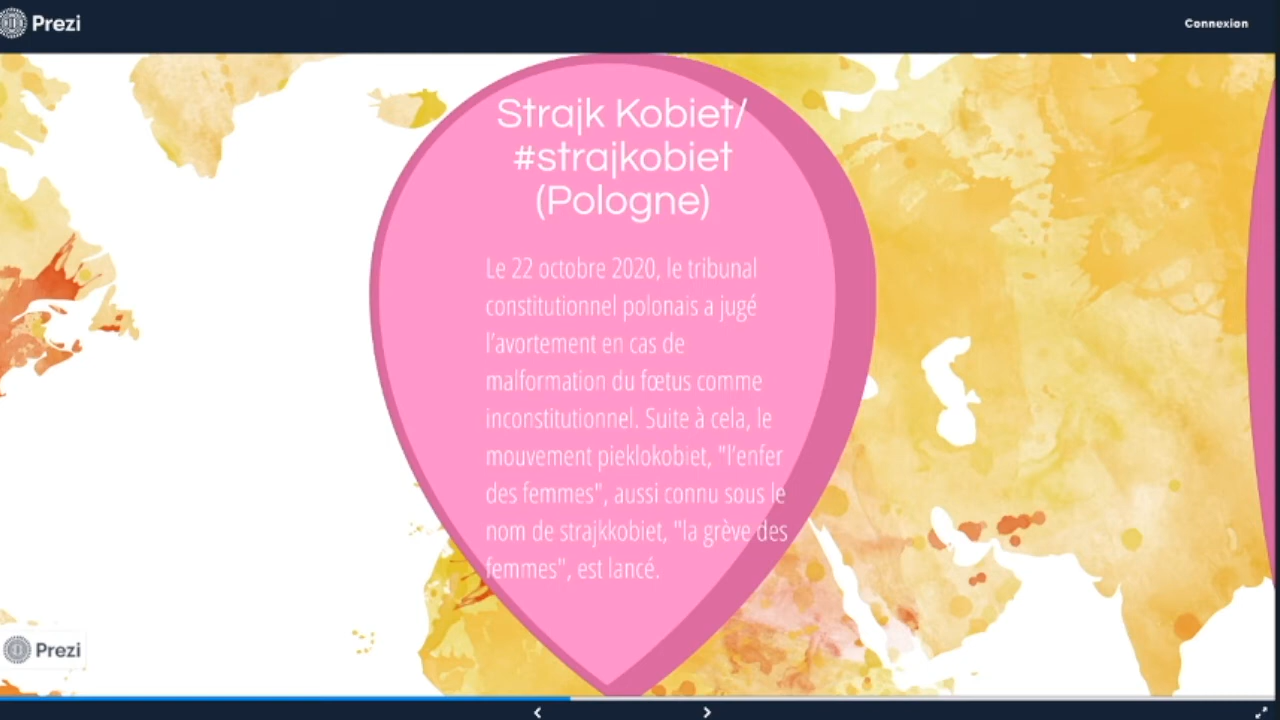 Prezi
Connexion
Strajk Kobiet/
#strajkobiet
(Pologne)
Le 22 octobre 2020, le tribunal
constitutionnel polonais a jugé
l'avortement en cas de
malformation du fœtus comme
inconstitutionnel. Suite à cela, le
mouvement pieklokobiet, "l'enfer
des femmes", aussi connu sous le
nom de strajkkobiet, "la grève des
femmes", est lancé.
Prezi